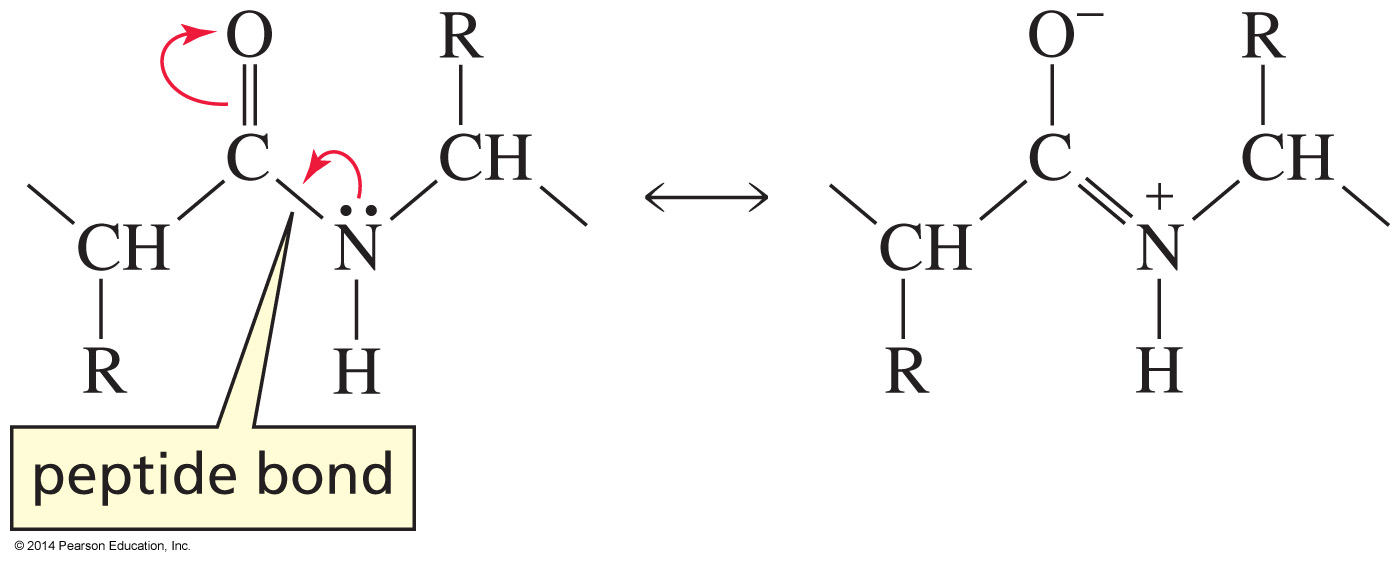 O R O− R
C CH C CH
CH N CH + N
R H R H
peptide bond
© 2014 Pearson Education, Inc.